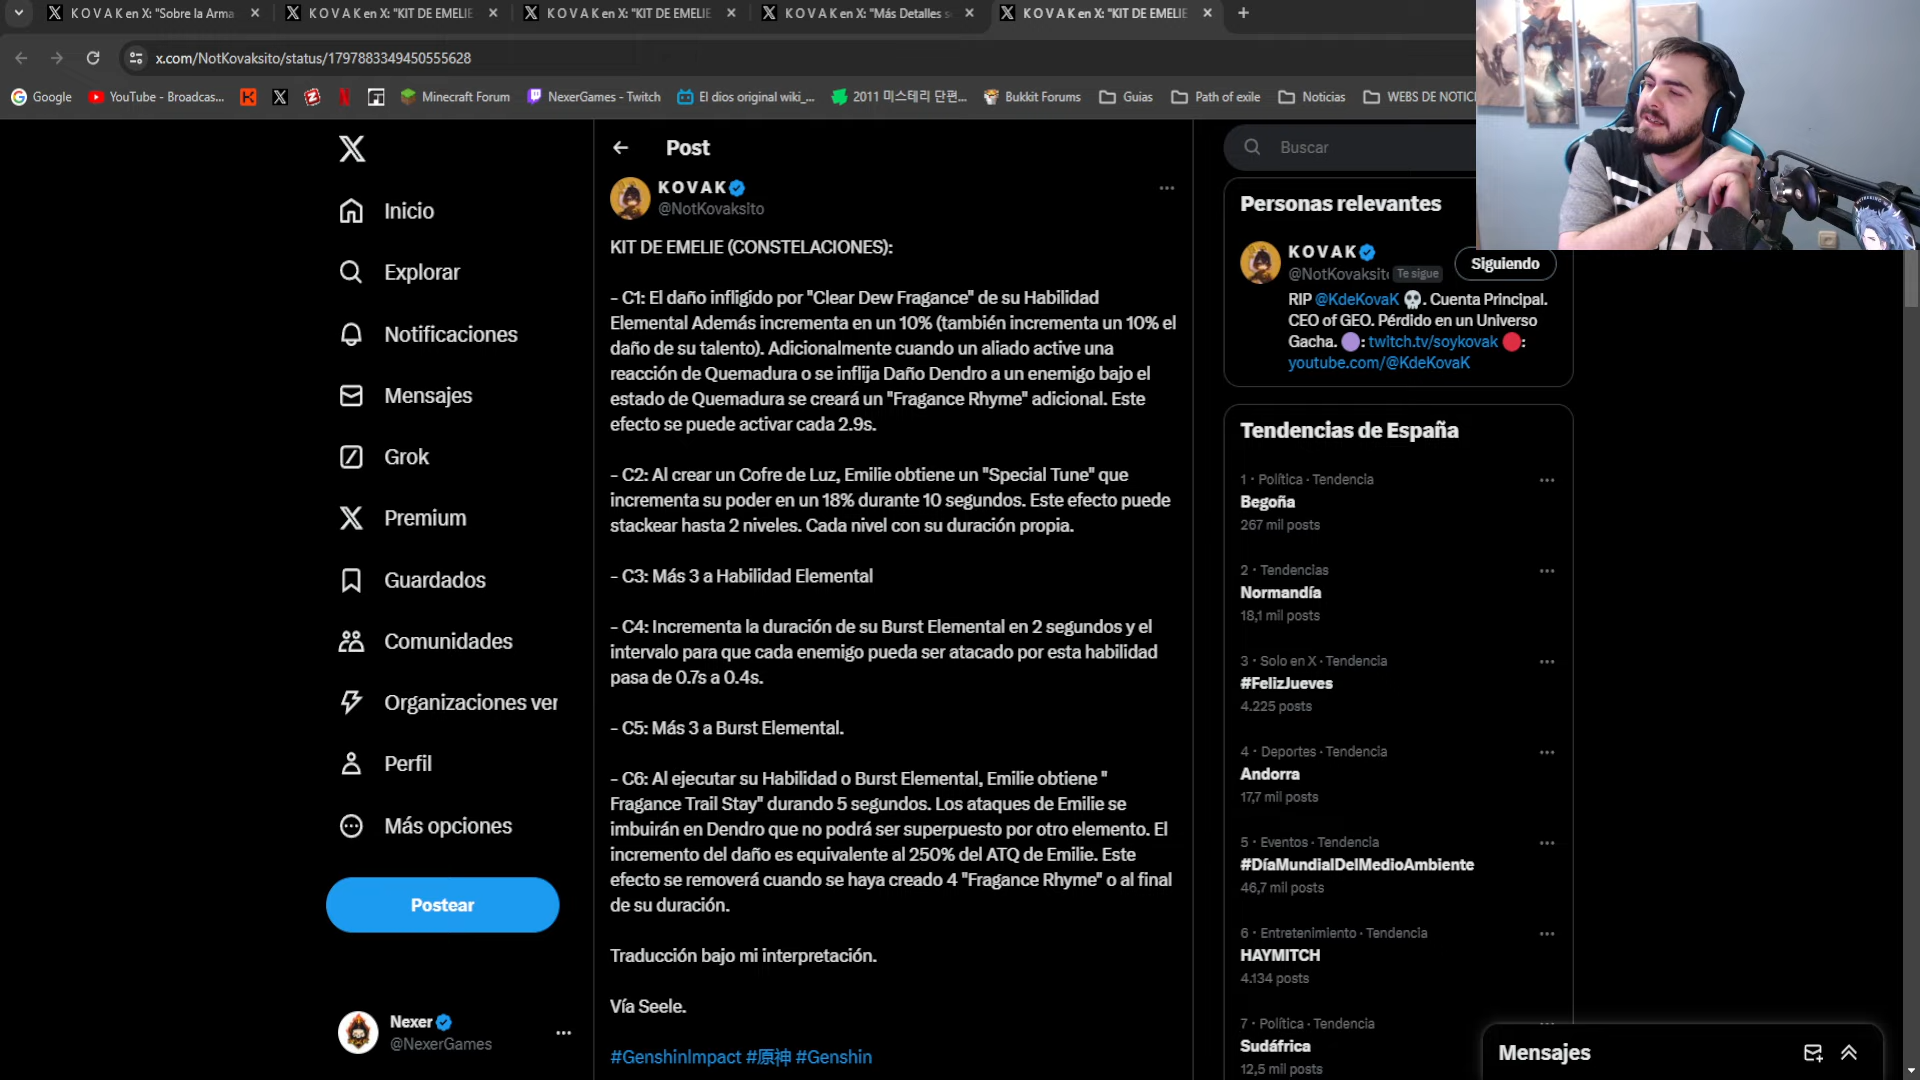 K O V A K en X: "Sobre la Arma
K O V A K en X: "KIT DE EMELIE
K O V A K en X: "KIT DE EMELIE
K O V A K en X: "Más Detalles s
K O V A K en X: "KIT DE EMELIE
x.com/NotKovaksito/status/1797883349450555628
Google
YouTube - Broadcas...
Minecraft Forum
NexerGames - Twitch
El dios original wiki_...
2011 미스테리 단편...
Bukkit Forums
Guias
Path of exile
Noticias
WEBS DE NOTIC
Inicio
Explorar
Notificaciones
Mensajes
Grok
Premium
Guardados
Comunidades
Organizaciones ver
Perfil
Más opciones
Postear
Nexer
@NexerGames
Post
K O V A K
@NotKovaksito
KIT DE EMELIE (CONSTELACIONES):
- C1: El daño infligido por "Clear Dew Fragance" de su Habilidad
Elemental Además incrementa en un 10% (también incrementa un 10% el
daño de su talento). Adicionalmente cuando un aliado active una
reacción de Quemadura o se inflija Daño Dendro a un enemigo bajo el
estado de Quemadura se creará un "Fragance Rhyme" adicional. Este
efecto se puede activar cada 2.9s.
- C2: Al crear un Cofre de Luz, Emilie obtiene un "Special Tune" que
incrementa su poder en un 18% durante 10 segundos. Este efecto puede
stackear hasta 2 niveles. Cada nivel con su duración propia.
- C3: Más 3 a Habilidad Elemental
- C4: Incrementa la duración de su Burst Elemental en 2 segundos y el
intervalo para que cada enemigo pueda ser atacado por esta habilidad
pasa de 0.7s a 0.4s.
- C5: Más 3 a Burst Elemental.
- C6: Al ejecutar su Habilidad o Burst Elemental, Emilie obtiene "
Fragance Trail Stay" durando 5 segundos. Los ataques de Emilie se
imbuirán en Dendro que no podrá ser superpuesto por otro elemento. El
incremento del daño es equivalente al 250% del ATQ de Emilie. Este
efecto se removerá cuando se haya creado 4 "Fragance Rhyme" o al final
de su duración.
Traducción bajo mi interpretación.
Vía Seele.
#GenshinImpact #原神 #Genshin
Buscar
Personas relevantes
K O V A K
@NotKovaksit Te sigue
Siguiendo
RIP @KdeKovaK 💀. Cuenta Principal.
CEO of GEO. Pérdido en un Universo
Gacha. 🟣: twitch.tv/soykovak 🔴:
youtube.com/@KdeKovaK
Tendencias de España
1 · Política · Tendencia
Begoña
267 mil posts
2 · Tendencias
Normandía
18,1 mil posts
3 · Solo en X · Tendencia
#FelizJueves
4.225 posts
4 · Deportes · Tendencia
Andorra
17,7 mil posts
5 · Eventos · Tendencia
#DíaMundialDelMedioAmbiente
46,7 mil posts
6 · Entretenimiento · Tendencia
HAYMITCH
4.134 posts
7 · Política · Tendencia
Sudáfrica
12,5 mil posts
Mensajes